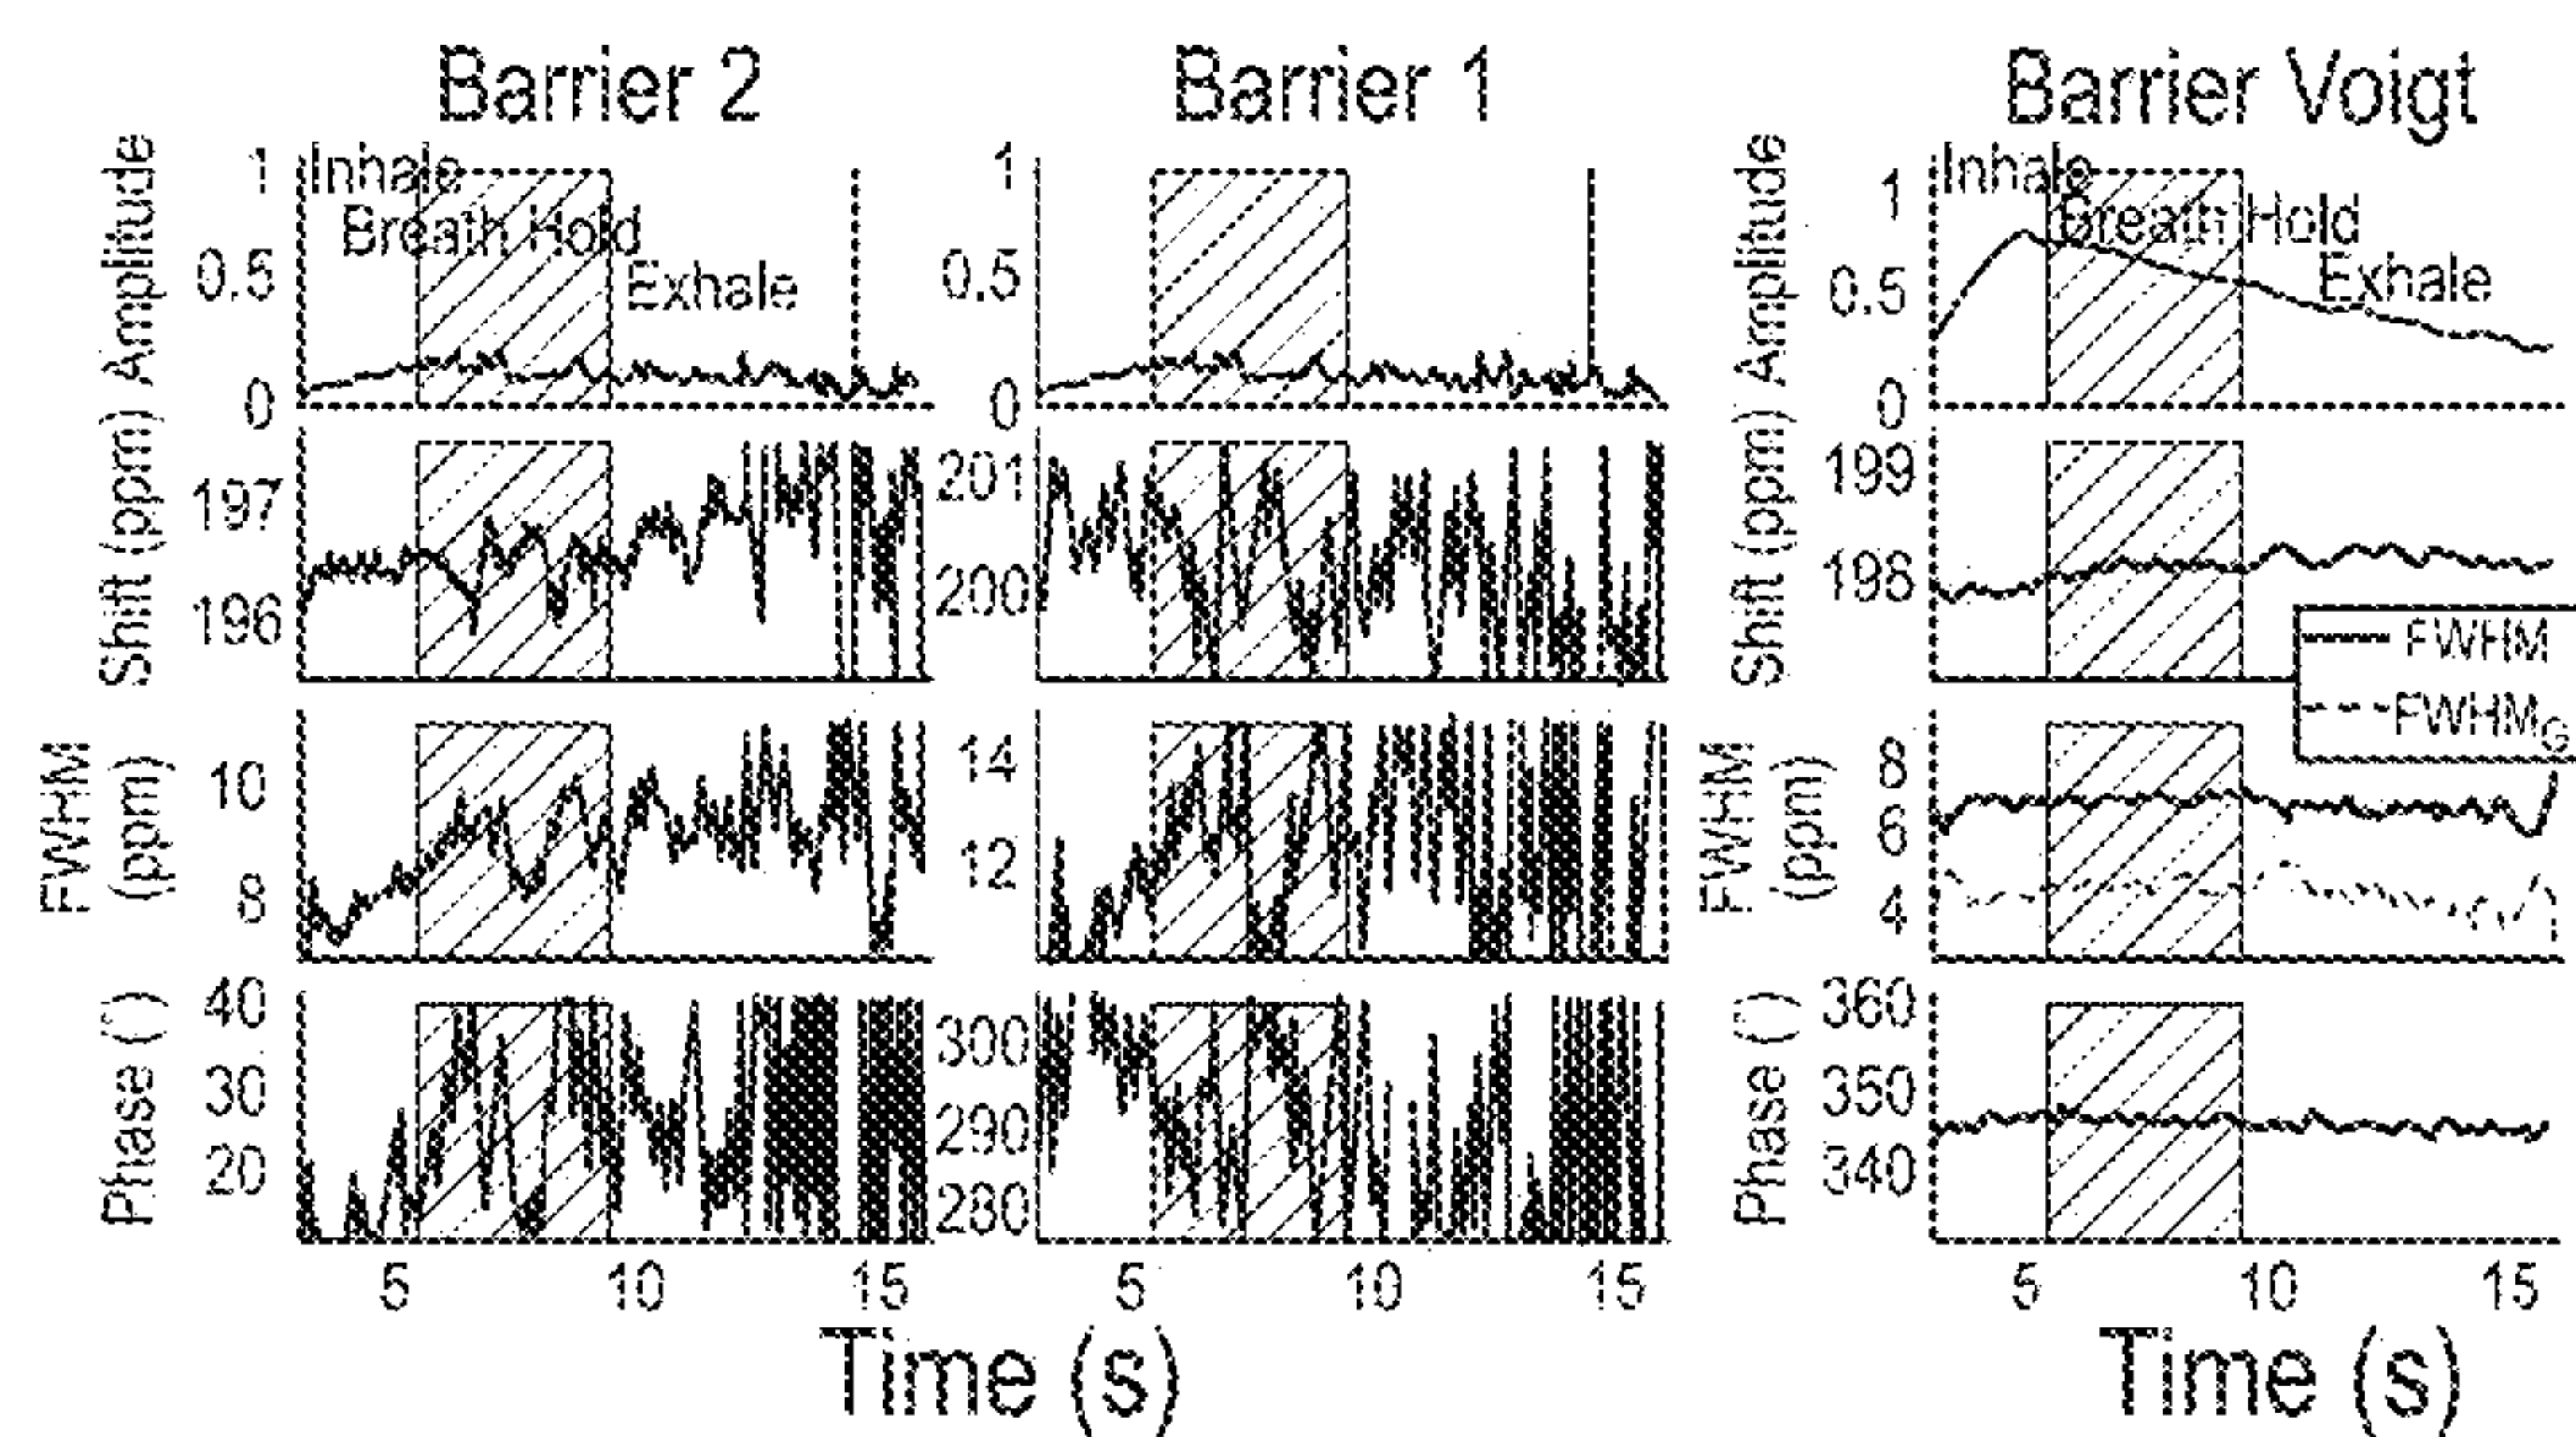 Barrier 2 Barrier 1 Barrier Voigt
Amplitude
1
0.5
0
Inhale
Breath Hold
Exhale
1
0.5
0
Amplitude
1
0.5
0
Inhale
Breath Hold
Exhale
Shift (ppm)
197
196
201
200
Shift (ppm)
199
198
FWHM
FWHM_G
FWHM
(ppm)
10
8
14
12
FWHM
(ppm)
8
6
4
Phase (°)
40
30
20
300
290
280
Phase (°)
360
350
340
5 10 15
5 10 15
5 10 15
Time (s)
Time (s)